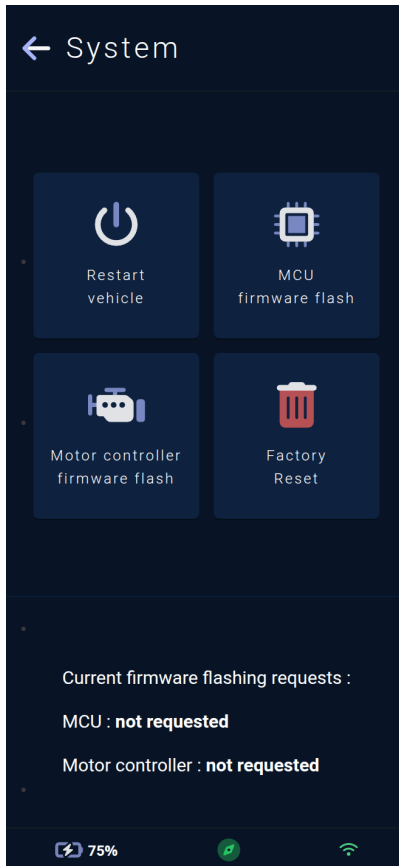 System
Restart
vehicle
MCU
firmware flash
Motor controller
firmware flash
Factory
Reset
Current firmware flashing requests :
MCU : not requested
Motor controller : not requested
75%